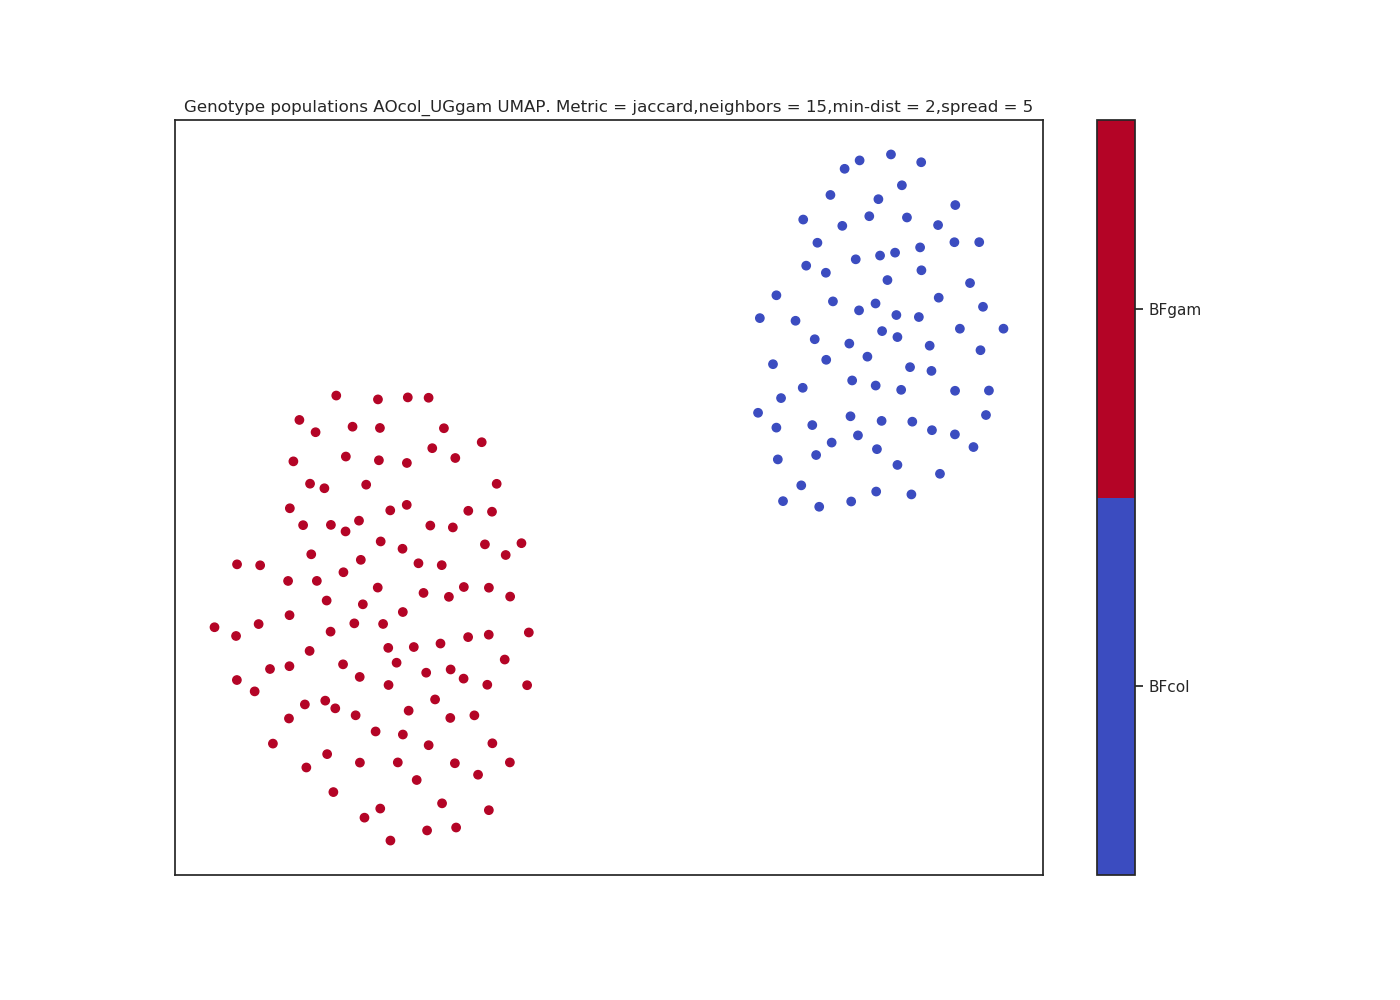 Genotype populations AOcol_UGgam UMAP. Metric = jaccard,neighbors = 15,min-dist = 2,spread = 5
BFgam
BFcol